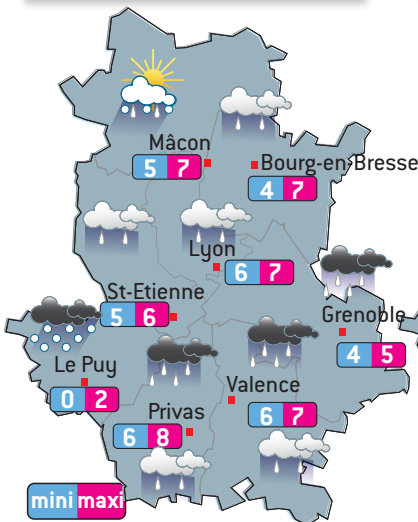 Mâcon
5 7
Bourg-en-Bresse
4 7
Lyon
6 7
St-Etienne
5 6
Grenoble
4 5
Le Puy
0 2
Valence
6 7
Privas
6 8
mini maxi